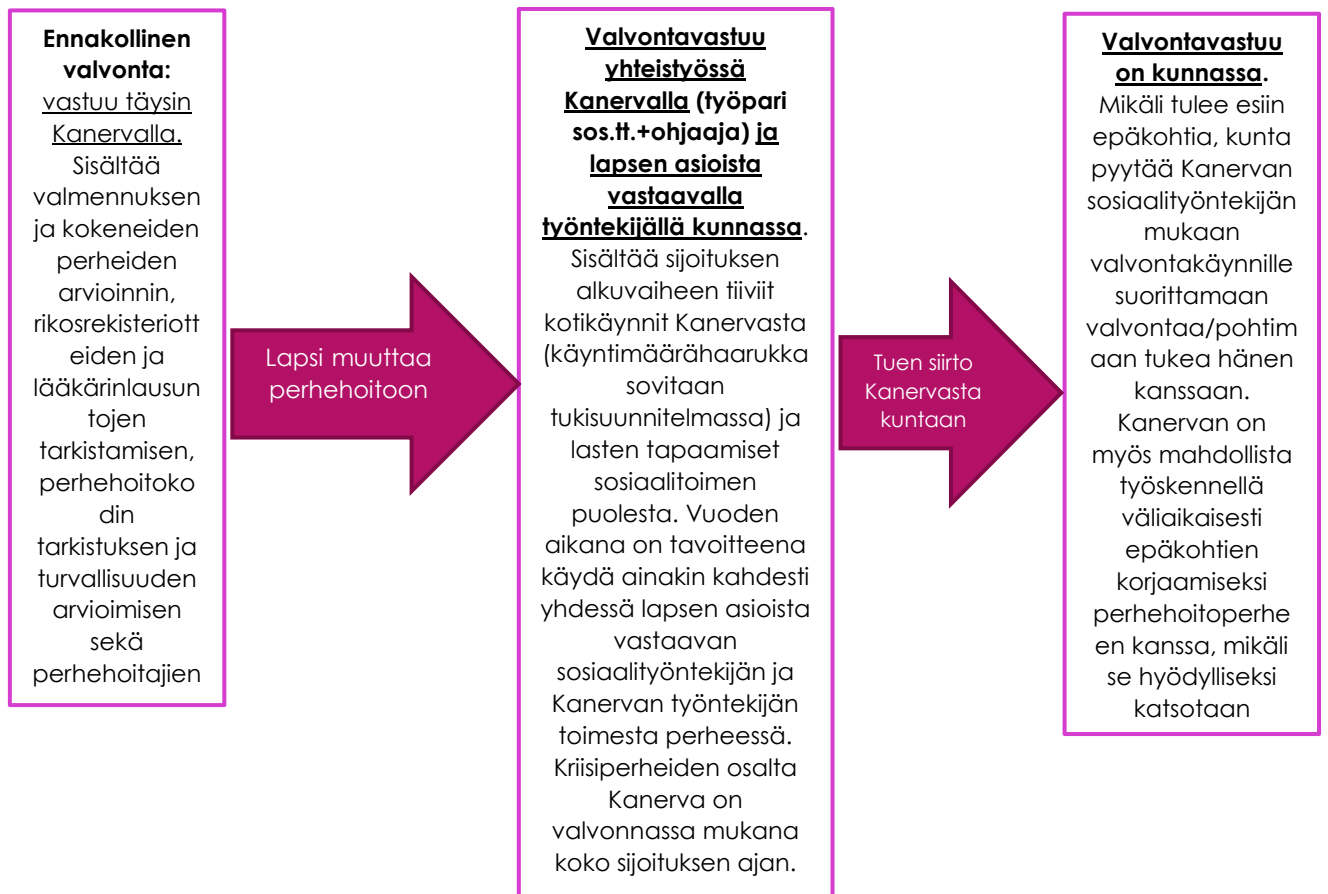 Ennakollinen
valvonta:
vastuu täysin
Kanervalla.
Sisältää
valmennuksen
ja kokeneiden
perheiden
arvioinnin,
rikosrekisteriott
eiden ja
lääkärinlausun
tojen
tarkistamisen,
perhehoitoko
din
tarkistuksen ja
turvallisuuden
arvioimisen
sekä
perhehoitajien
Lapsi muuttaa
perhehoitoon
Valvontavastuu
yhteistyössä
Kanervalla (työpari
sos.tt.+ohjaaja) ja
lapsen asioista
vastaavalla
työntekijällä kunnassa.
Sisältää sijoituksen
alkuvaiheen tiiviit
kotikäynnit Kanervasta
(käyntimäärähaarukka
sovitaan
tukisuunnitelmassa) ja
lasten tapaamiset
sosiaalitoimen
puolesta. Vuoden
aikana on tavoitteena
käydä ainakin kahdesti
yhdessä lapsen asioista
vastaavan
sosiaalityöntekijän ja
Kanervan työntekijän
toimesta perheessä.
Kriisiperheiden osalta
Kanerva on
valvonnassa mukana
koko sijoituksen ajan.
Tuen siirto
Kanervasta
kuntaan
Valvontavastuu
on kunnassa.
Mikäli tulee esiin
epäkohtia, kunta
pyytää Kanervan
sosiaalityöntekijän
mukaan
valvontakäynnille
suorittamaan
valvontaa/pohtim
aan tukea hänen
kanssaan.
Kanervan on
myös mahdollista
työskennellä
väliaikaisesti
epäkohtien
korjaamiseksi
perhehoitoperhe
en kanssa, mikäli
se hyödylliseksi
katsotaan